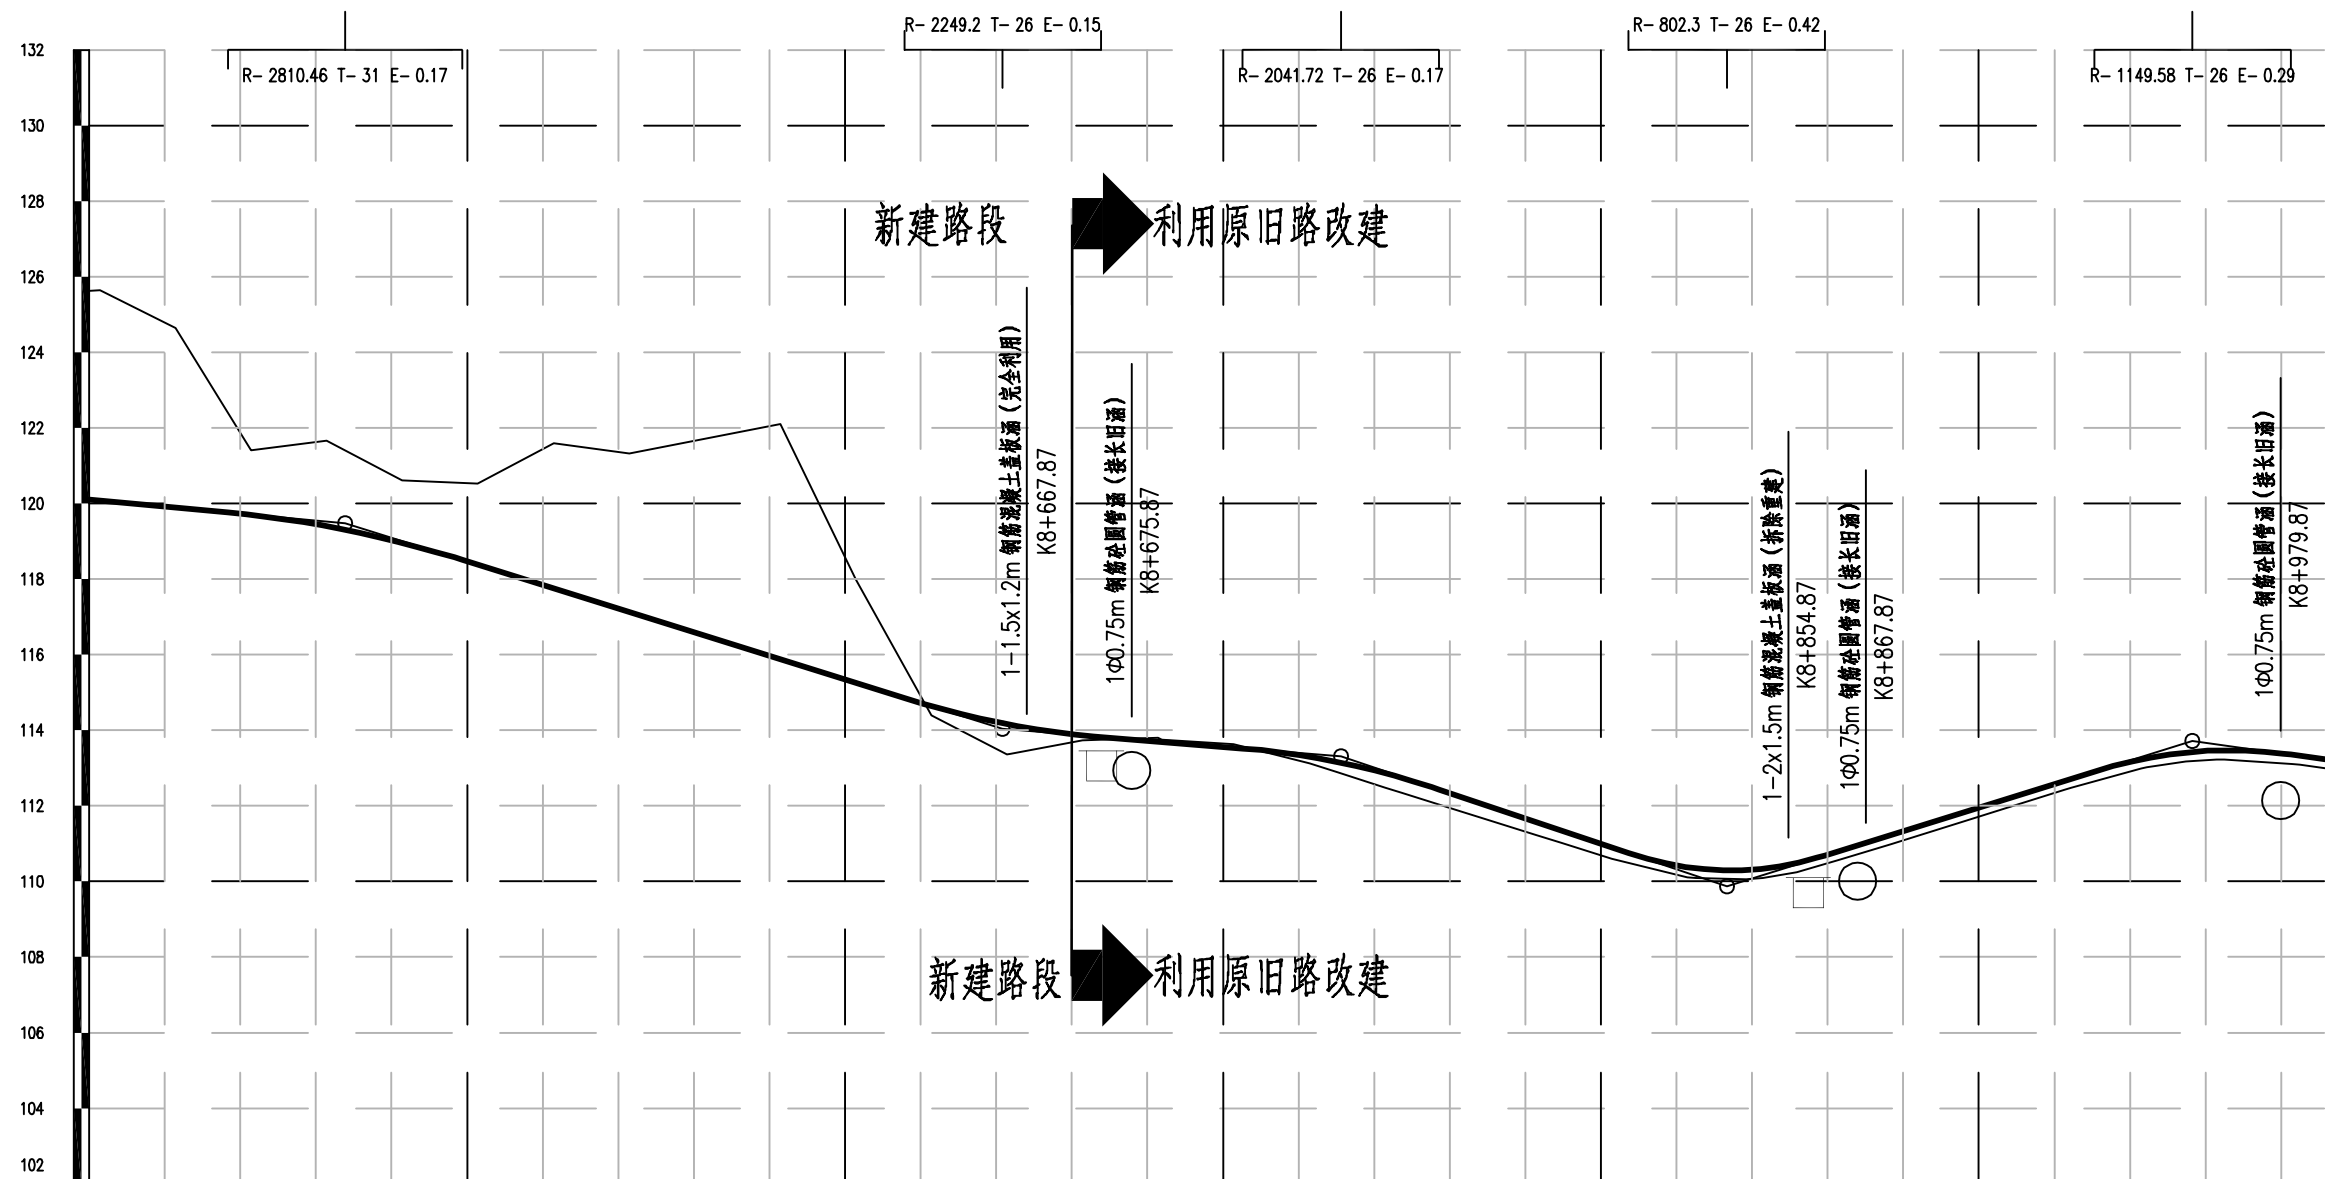 R- 2249.2 T- 26 E- 0.15
R- 802.3 T- 26 E- 0.42
R- 2810.46 T- 31 E- 0.17
R- 2041.72 T- 26 E- 0.17
R- 1149.58 T- 26 E- 0.29
132
130
128
126
124
122
120
118
116
114
112
110
108
106
104
102
新建路段
利用原旧路改建
1-1.5x1.2m 钢筋混凝土盖板涵(完全利用)
K8+667.87
1Φ0.75m 钢筋砼圆管涵(接长旧涵)
K8+675.87
1-2x1.5m 钢筋混凝土盖板涵(拆除重建)
K8+854.87
1Φ0.75m 钢筋砼圆管涵(接长旧涵)
K8+867.87
1Φ0.75m 钢筋砼圆管涵(接长旧涵)
K8+979.87
新建路段
利用原旧路改建